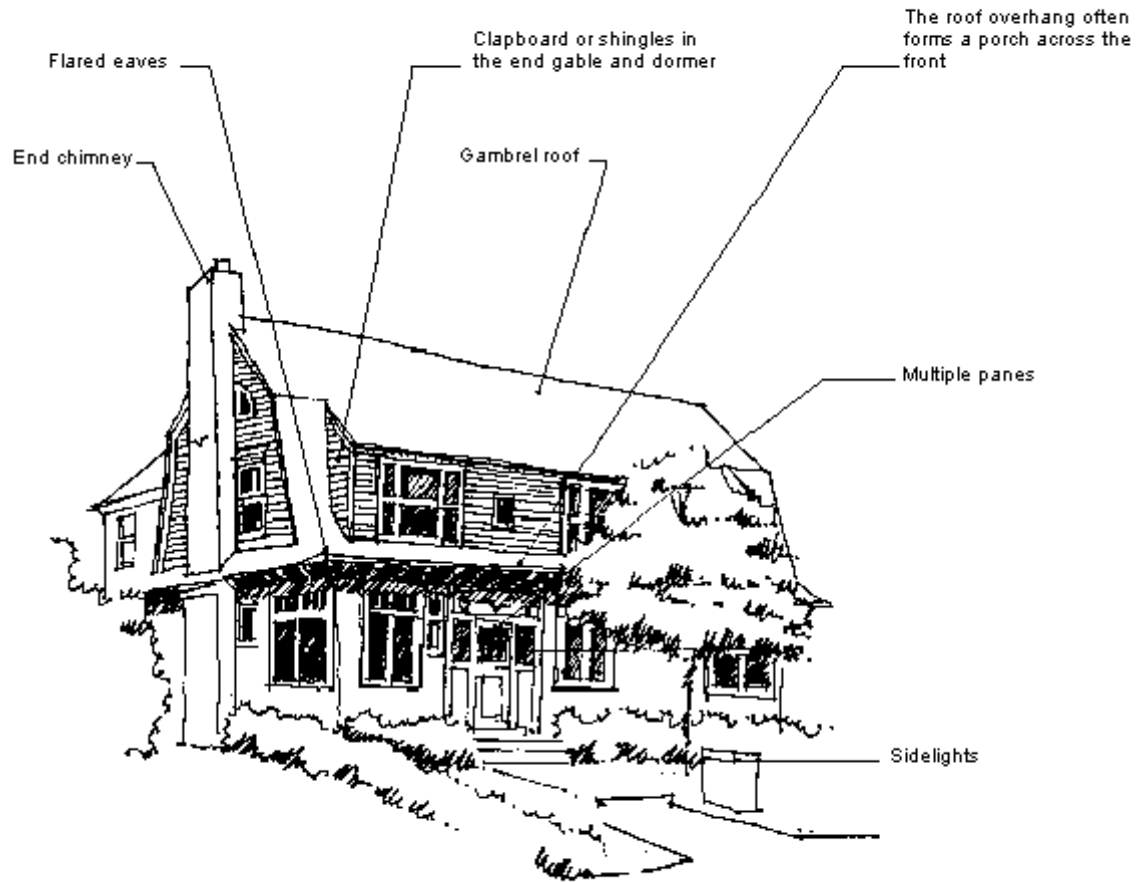 The roof overhang often
forms a porch across the
front
Clapboard or shingles in
the end gable and dormer
Flared eaves
End chimney
Gambrel roof
Multiple panes
Sidelights